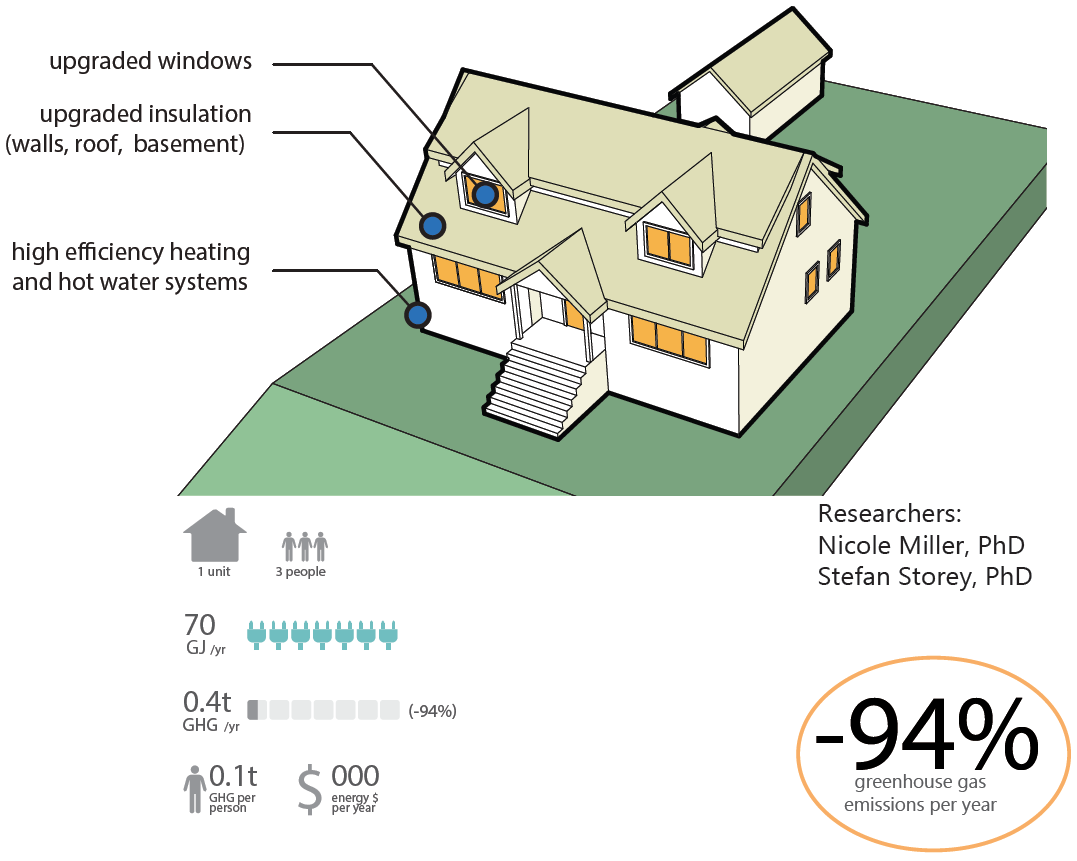 upgraded windows
upgraded insulation
(walls, roof, basement)
high efficiency heating
and hot water systems
1 unit
3 people
Researchers:
Nicole Miller, PhD
Stefan Storey, PhD
70
GJ /yr
0.4t
GHG /yr
(-94%)
0.1t
GHG per
person
$ 000
energy $
per year
-94%
greenhouse gas
emissions per year